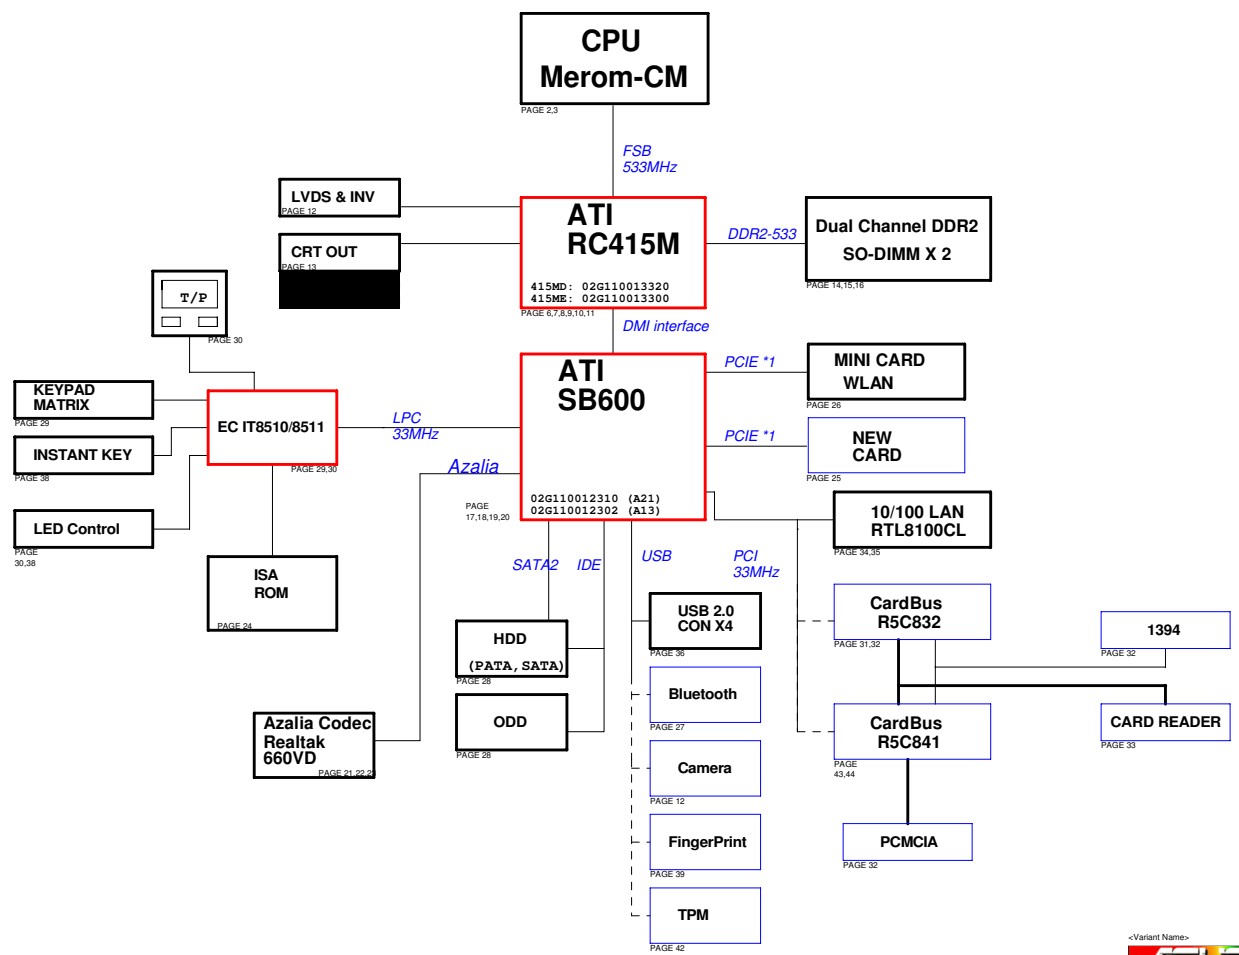 CPU
Merom-CM
PAGE 2,3
FSB
533MHz
LVDS & INV
PAGE 12
CRT OUT
PAGE 13
ATI
RC415M
415MD: 02G110013320
415ME: 02G110013300
PAGE 6,7,8,9,10,11
DDR2-533
Dual Channel DDR2
SO-DIMM X 2
PAGE 14,15,16
T/P
PAGE 30
DMI interface
KEYPAD
MATRIX
PAGE 29
INSTANT KEY
PAGE 38
LED Control
PAGE
30,38
EC IT8510/8511
PAGE 29,30
LPC
33MHz
ISA
ROM
PAGE 24
Azalia
ATI
SB600
02G110012310 (A21)
02G110012302 (A13)
PAGE
17,18,19,20
PCIE *1
MINI CARD
WLAN
PAGE 26
PCIE *1
NEW
CARD
PAGE 25
10/100 LAN
RTL8100CL
PAGE 34,35
SATA2
IDE
USB
PCI
33MHz
HDD
(PATA,SATA)
PAGE 28
ODD
PAGE 28
Azalia Codec
Realtak
660VD
PAGE 21,22,23
USB 2.0
CON X4
PAGE 36
Bluetooth
PAGE 27
Camera
PAGE 12
FingerPrint
PAGE 39
TPM
PAGE 42
CardBus
R5C832
PAGE 31,32
1394
PAGE 32
CardBus
R5C841
PAGE
43,44
CARD READER
PAGE 33
PCMCIA
PAGE 32
<Variant Name>